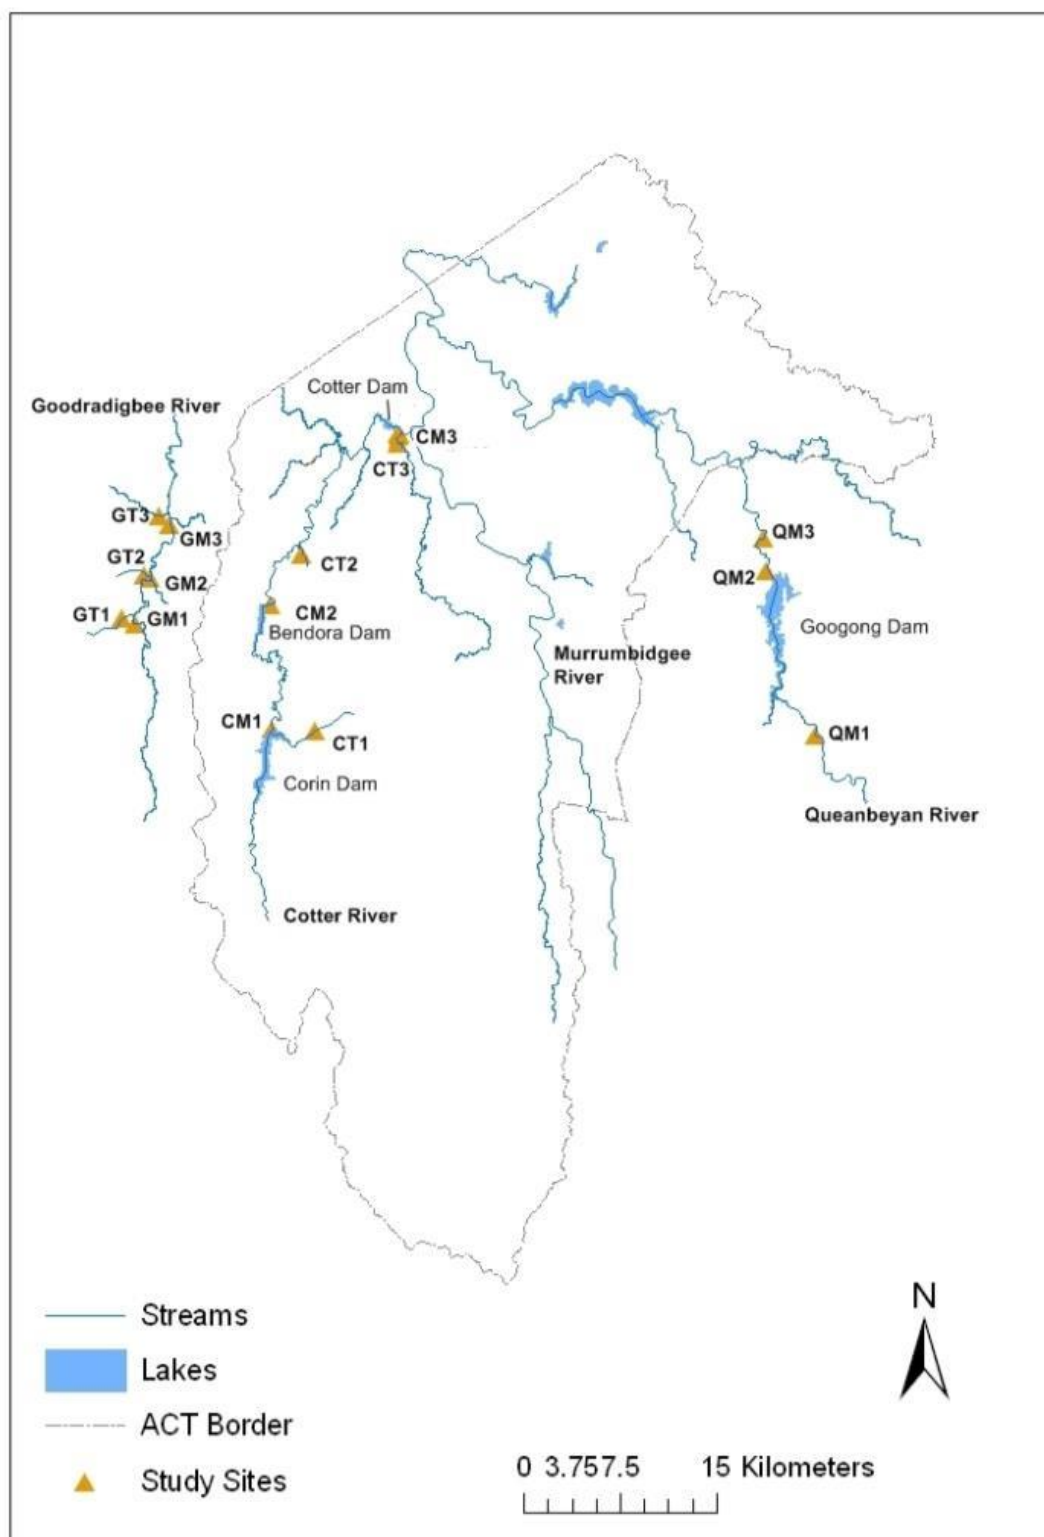 Cotter Dam
Goodradigbee River
CM3
CT3
GT3
GM3
QM3
GT2
CT2
QM2
GM2
GT1
GM1
CM2
Googong Dam
Bendora Dam
Murrumbidgee
River
CM1
CT1
QM1
Corin Dam
Queanbeyan River
Cotter River
N
Streams
Lakes
ACT Border
Study Sites
0 3.757.5 15 Kilometers